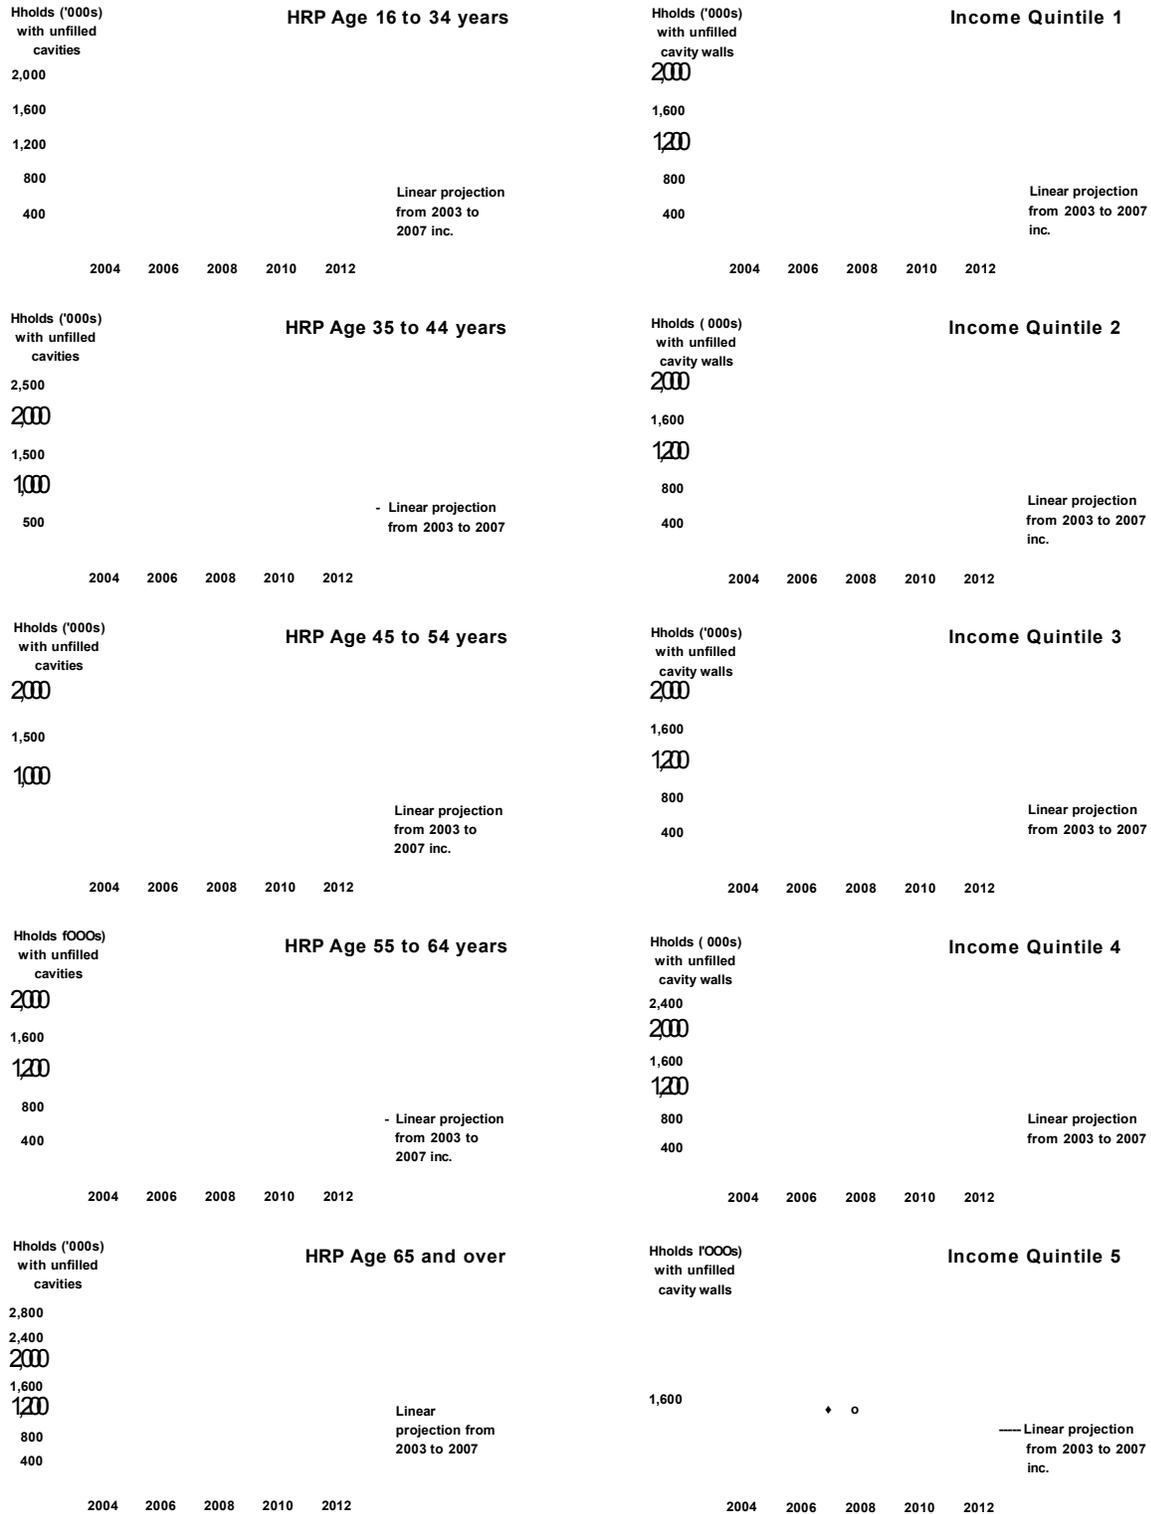 Hholds ('000s)
with unfilled
cavities
HRP Age 16 to 34 years
2,000
1,600
1,200
800
400
Linear projection
from 2003 to
2007 inc.
2004 2006 2008 2010 2012
Hholds ('000s)
with unfilled
cavity walls
Income Quintile 1
2,000
1,600
1,200
800
400
Linear projection
from 2003 to 2007
inc.
2004 2006 2008 2010 2012
Hholds ('000s)
with unfilled
cavities
HRP Age 35 to 44 years
2,500
2,000
1,500
1,000
500
- Linear projection
from 2003 to 2007
2004 2006 2008 2010 2012
Hholds ( 000s)
with unfilled
cavity walls
Income Quintile 2
2,000
1,600
1,200
800
400
Linear projection
from 2003 to 2007
inc.
2004 2006 2008 2010 2012
Hholds ('000s)
with unfilled
cavities
HRP Age 45 to 54 years
2,000
1,500
1,000
Linear projection
from 2003 to
2007 inc.
2004 2006 2008 2010 2012
Hholds ('000s)
with unfilled
cavity walls
Income Quintile 3
2,000
1,600
1,200
800
400
Linear projection
from 2003 to 2007
2004 2006 2008 2010 2012
Hholds fOOOs)
with unfilled
cavities
HRP Age 55 to 64 years
2,000
1,600
1,200
800
400
- Linear projection
from 2003 to
2007 inc.
2004 2006 2008 2010 2012
Hholds ( 000s)
with unfilled
cavity walls
Income Quintile 4
2,400
2,000
1,600
1,200
800
400
Linear projection
from 2003 to 2007
2004 2006 2008 2010 2012
Hholds ('000s)
with unfilled
cavities
HRP Age 65 and over
2,800
2,400
2,000
1,600
1,200
800
400
Linear
projection from
2003 to 2007
2004 2006 2008 2010 2012
Hholds l'OOOs)
with unfilled
cavity walls
Income Quintile 5
1,600
♦ o
----- Linear projection
from 2003 to 2007
inc.
2004 2006 2008 2010 2012